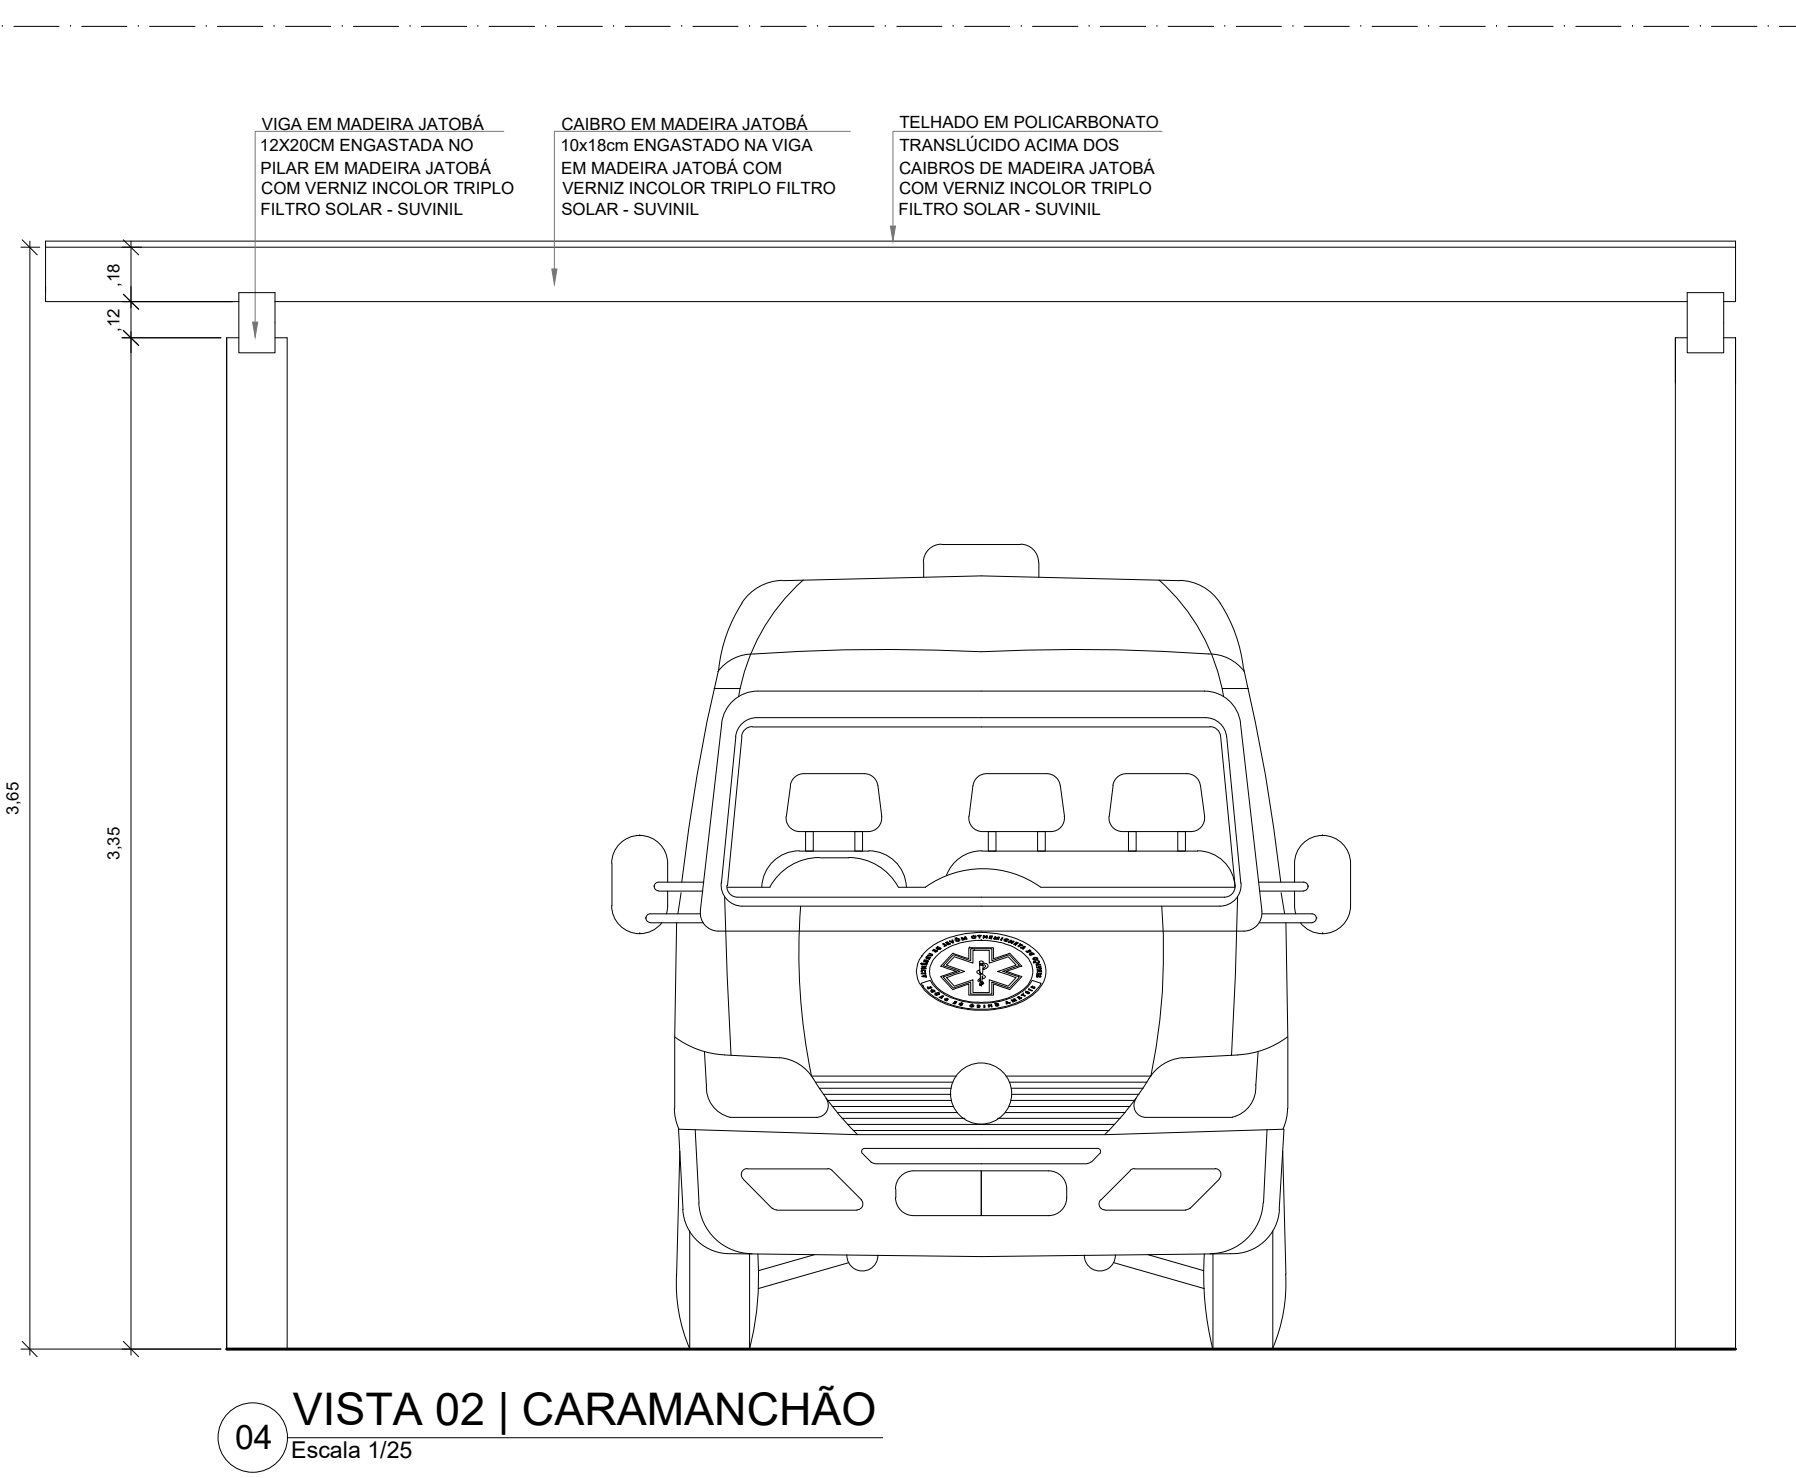 VIGA EM MADEIRA JATOBÁ
12X20CM ENGASTADA NO
PILAR EM MADEIRA JATOBÁ
COM VERNIZ INCOLOR TRIPLO
FILTRO SOLAR - SUVINIL
CAIBRO EM MADEIRA JATOBÁ
10x18cm ENGASTADO NA VIGA
EM MADEIRA JATOBÁ COM
VERNIZ INCOLOR TRIPLO FILTRO
SOLAR - SUVINIL
TELHADO EM POLICARBONATO
TRANSLÚCIDO ACIMA DOS
CAIBROS DE MADEIRA JATOBÁ
COM VERNIZ INCOLOR TRIPLO
FILTRO SOLAR - SUVINIL
,18
,12
3,65
3,35
04
VISTA 02 | CARAMANCHÃO
Escala 1/25